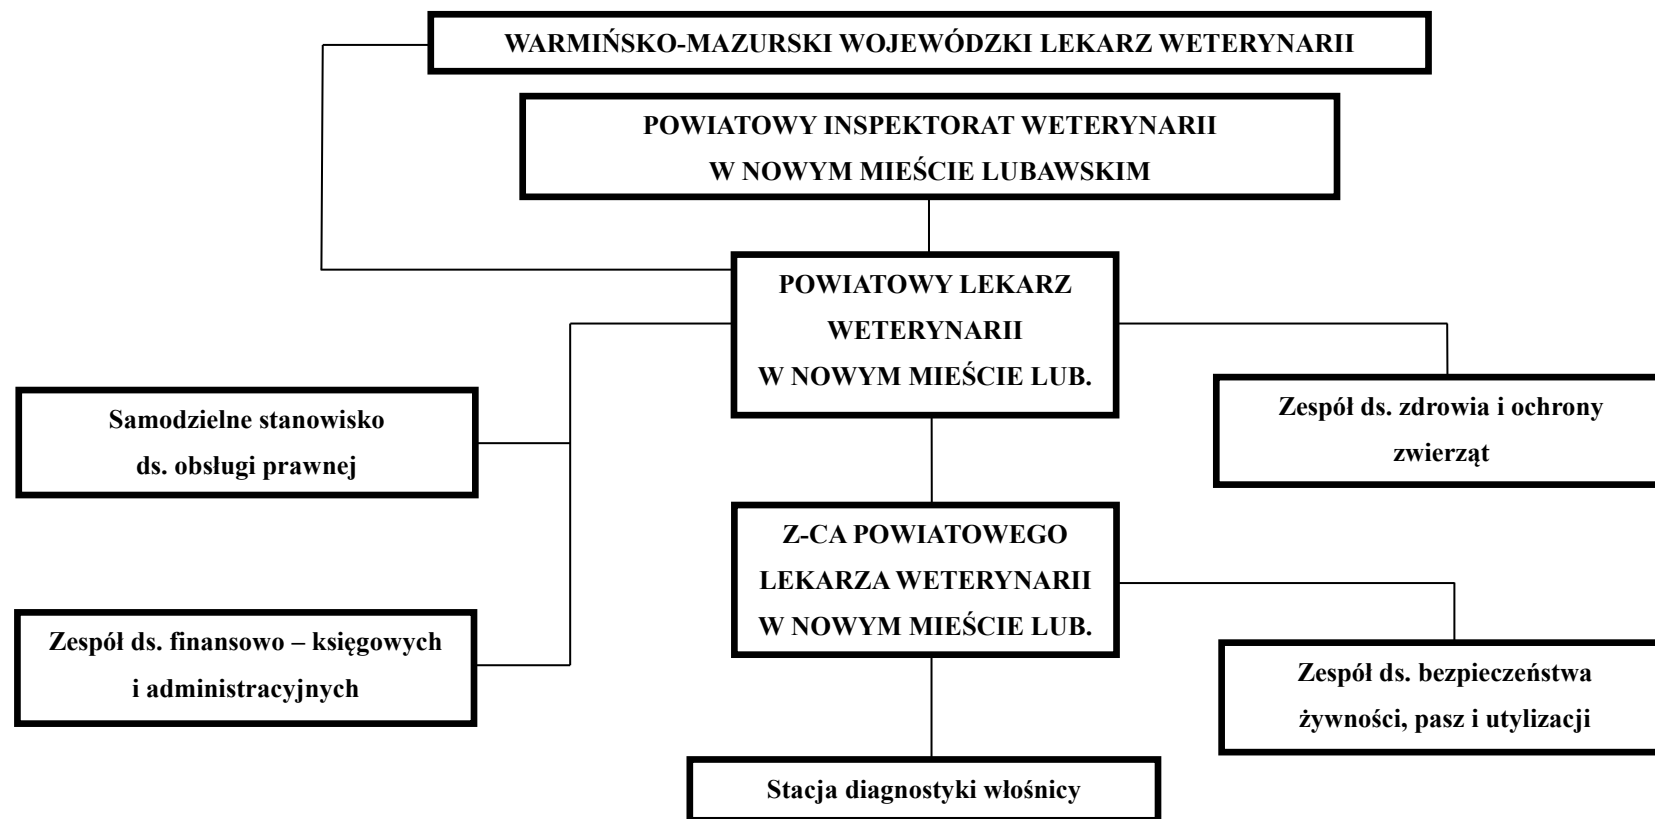 WARMIŃSKO-MAZURSKI WOJEWÓDZKI LEKARZ WETERYNARII
POWIATOWY INSPEKTORAT WETERYNARII
W NOWYM MIEŚCIE LUBAWSKIM
POWIATOWY LEKARZ
WETERYNARII
W NOWYM MIEŚCIE LUB.
Samodzielne stanowisko
ds. obsługi prawnej
Zespół ds. zdrowia i ochrony
zwierząt
Z-CA POWIATOWEGO
LEKARZA WETERYNARII
W NOWYM MIEŚCIE LUB.
Zespół ds. finansowo – księgowych
i administracyjnych
Zespół ds. bezpieczeństwa
żywności, pasz i utylizacji
Stacja diagnostyki włośnicy